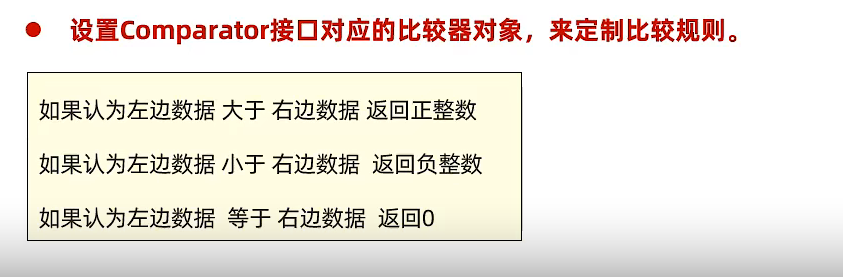 设置Comparator接口对应的比较器对象，来定制比较规则。
如果认为左边数据 大于 右边数据 返回正整数
如果认为左边数据 小于 右边数据 返回负整数
如果认为左边数据 等于 右边数据 返回0